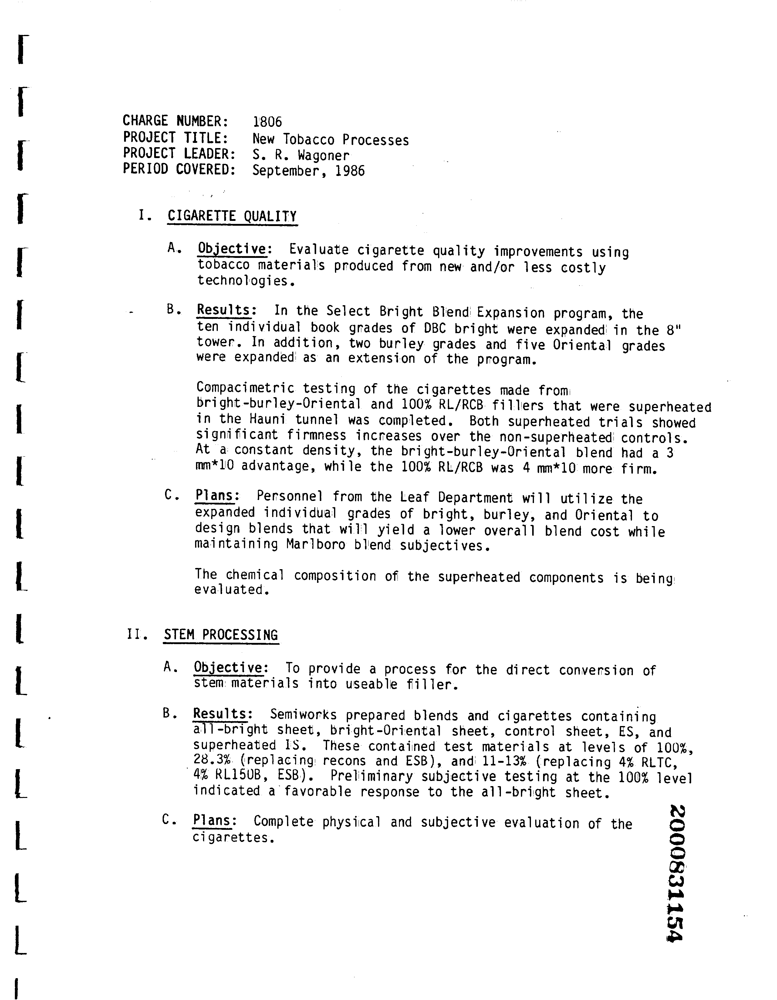 CHARGE NUMBER: 1806
PROJECT TITLE: New Tobacco Processes
PROJECT LEADER: S. R. Wagoner
PERIOD COVERED: September, 1986
I. CIGARETTE QUALITY
A. Objective: Evaluate cigarette quality improvements using
tobacco materials produced from new and/or less costly
technologies.
B. Results: In the Select Bright Blend Expansion program, the
ten individual book grades of DBC bright were expanded in the 8"
tower. In addition, two burley grades and five Oriental grades
were expanded as an extension of the program.
Compacimetric testing of the cigarettes made from
bright-burley-Oriental and 100% RL/RCB fillers that were superheated
in the Hauni tunnel was completed. Both superheated trials showed
significant firmness increases over the non-superheated controls.
At a constant density, the bright-burley-Oriental blend had a 3
mm*10 advantage, while the 100% RL/RCB was 4 mm*10 more firm.
C. Plans: Personnel from the Leaf Department will utilize the
expanded individual grades of bright, burley, and Oriental to
design blends that will yield a lower overall blend cost while
maintaining Marlboro blend subjectives.
The chemical composition of the superheated components is being
evaluated.
II. STEM PROCESSING
A. Objective: To provide a process for the direct conversion of
stem materials into useable filler.
B. Results: Semiworks prepared blends and cigarettes containing
all-bright sheet, bright-Oriental sheet, control sheet, ES, and
superheated IS. These contained test materials at levels of 100%,
28.3% (replacing recons and ESB), and 11-13% (replacing 4% RLTC,
4% RL150B, ESB). Preliminary subjective testing at the 100% level
indicated a favorable response to the all-bright sheet.
C. Plans: Complete physical and subjective evaluation of the
cigarettes.
2000831154